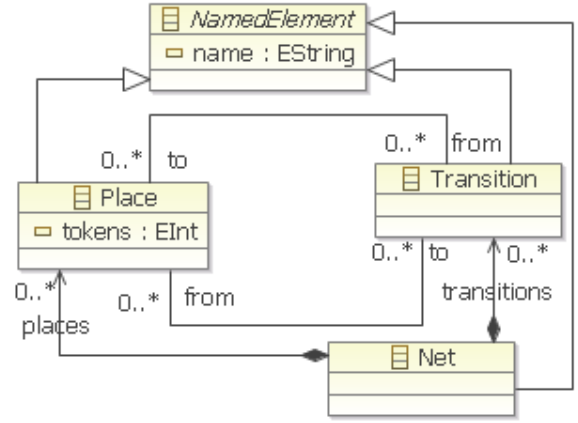 NamedElement
name : EString
0..* to
0..* from
Place
tokens : EInt
Transition
0..* to
0..*
0..*
places
0..* from
transitions
Net